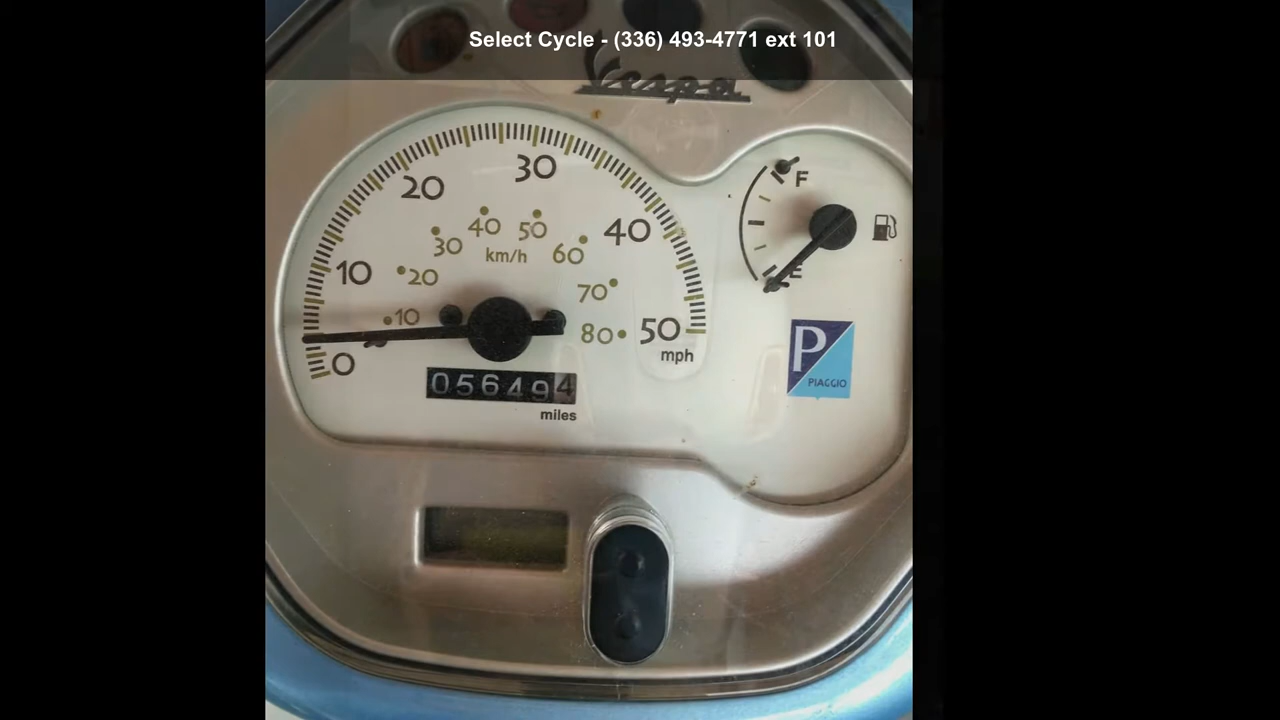 Select Cycle - (336) 493-4771 ext 101
Vespa
0 10 20 30 40 50
mph
10 20 30 40 50 60 70 80
km/h
F
E
056494
miles
P
PIAGGIO